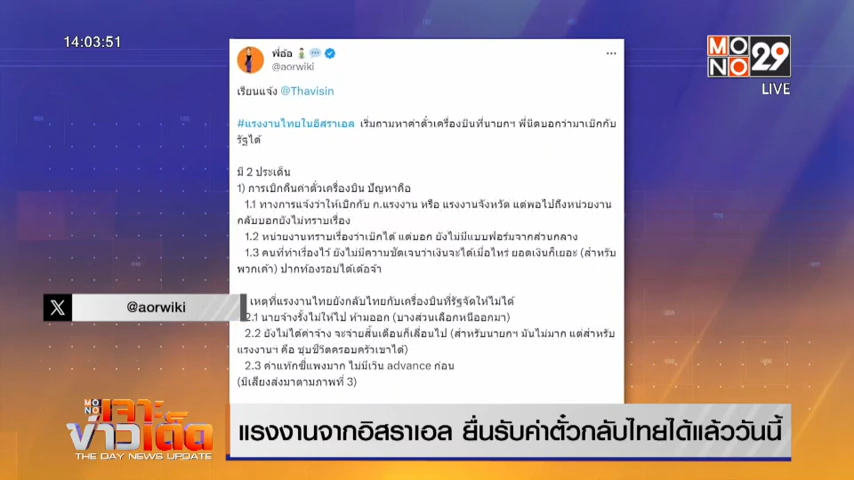 14:03:51
MONO 29
LIVE
พี่อ๋อ
@aorwiki
เรียนแจ้ง @Thavisin
#แรงงานไทยในอิสราเอล เริ่มถามหาค่าตั๋วเครื่องบินที่นายกฯ พี่นิดบอกว่ามาเบิกกับ
รัฐได้
มี 2 ประเด็น
1) การเบิกคืนค่าตั๋วเครื่องบิน ปัญหาคือ
1.1 ทางการแจ้งว่าให้เบิกกับ ก.แรงงาน หรือ แรงงานจังหวัด แต่พอไปถึงหน่วยงาน
กลับบอกยังไม่ทราบเรื่อง
1.2 หน่วยงานทราบเรื่องว่าเบิกได้ แต่บอก ยังไม่มีแบบฟอร์มจากส่วนกลาง
1.3 คนที่ทำเรื่องไว้ ยังไม่มีความชัดเจนว่าเงินจะได้เมื่อไหร่ ยอดเงินก็เยอะ (สำหรับ
พวกเค้า) ปากท้องรอบได้เด้อจ้า
เหตุที่แรงงานไทยยังกลับไทยกับเครื่องบินที่รัฐจัดให้ไม่ได้
2.1 นายจ้างรั้งไม่ให้ไป ห้ามออก (บางส่วนเลือกหนีออกมา)
2.2 ยังไม่ได้ค่าจ้าง จะจ่ายสิ้นเดือนก็เลื่อนไป (สำหรับนายกฯ มันไม่มาก แต่สำหรับ
แรงงานฯ คือ ชุบชีวิตครอบครัวเขาได้)
2.3 ค่าแท๊กซี่แพงมาก ไม่มีเงิน advance ก่อน
(มีเสียงส่งมาตามภาพที่ 3)
@aorwiki
MONO เจาะ
ข่าวเด็ด
THE DAY NEWS UPDATE
แรงงานจากอิสราเอล ยื่นรับค่าตั๋วกลับไทยได้แล้ววันนี้